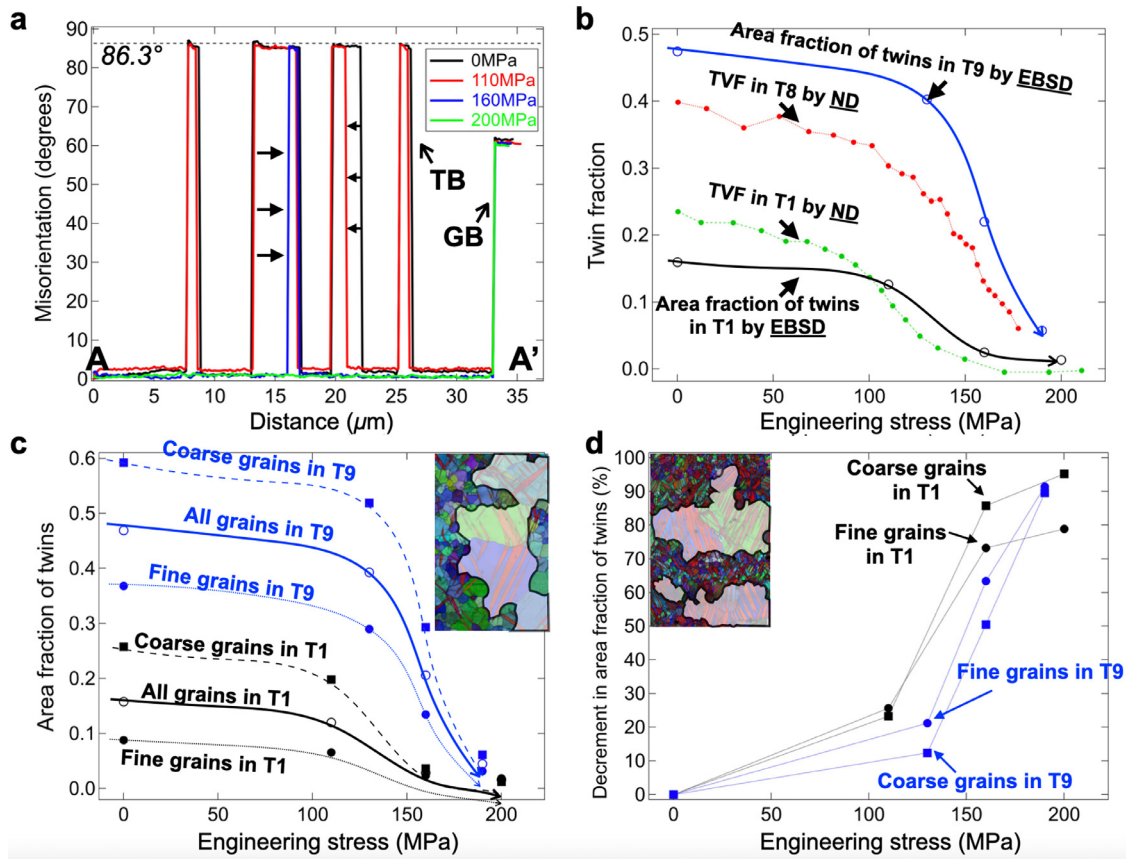 a
90
80
70
60
50
40
30
20
10
0
Misorientation (degrees)
86.3°
0MPa
110MPa
160MPa
200MPa
TB
GB
A
A'
0
5
10
15
20
25
30
35
Distance (μm)
b
0.5
0.4
0.3
0.2
0.1
0.0
Twin fraction
Area fraction of twins in T9 by EBSD
TVF in T8 by ND
TVF in T1 by ND
Area fraction of twins
in T1 by EBSD
0
50
100
150
200
Engineering stress (MPa)
c
0.6
0.5
0.4
0.3
0.2
0.1
0.0
Area fraction of twins
Coarse grains in T9
All grains in T9
Fine grains in T9
Coarse grains in T1
All grains in T1
Fine grains in T1
0
50
100
150
200
Engineering stress (MPa)
d
100
90
80
70
60
50
40
30
20
10
0
Decrement in area fraction of twins (%)
Coarse grains
in T1
Fine grains
in T1
Fine grains in T9
Coarse grains in T9
0
50
100
150
200
Engineering stress (MPa)